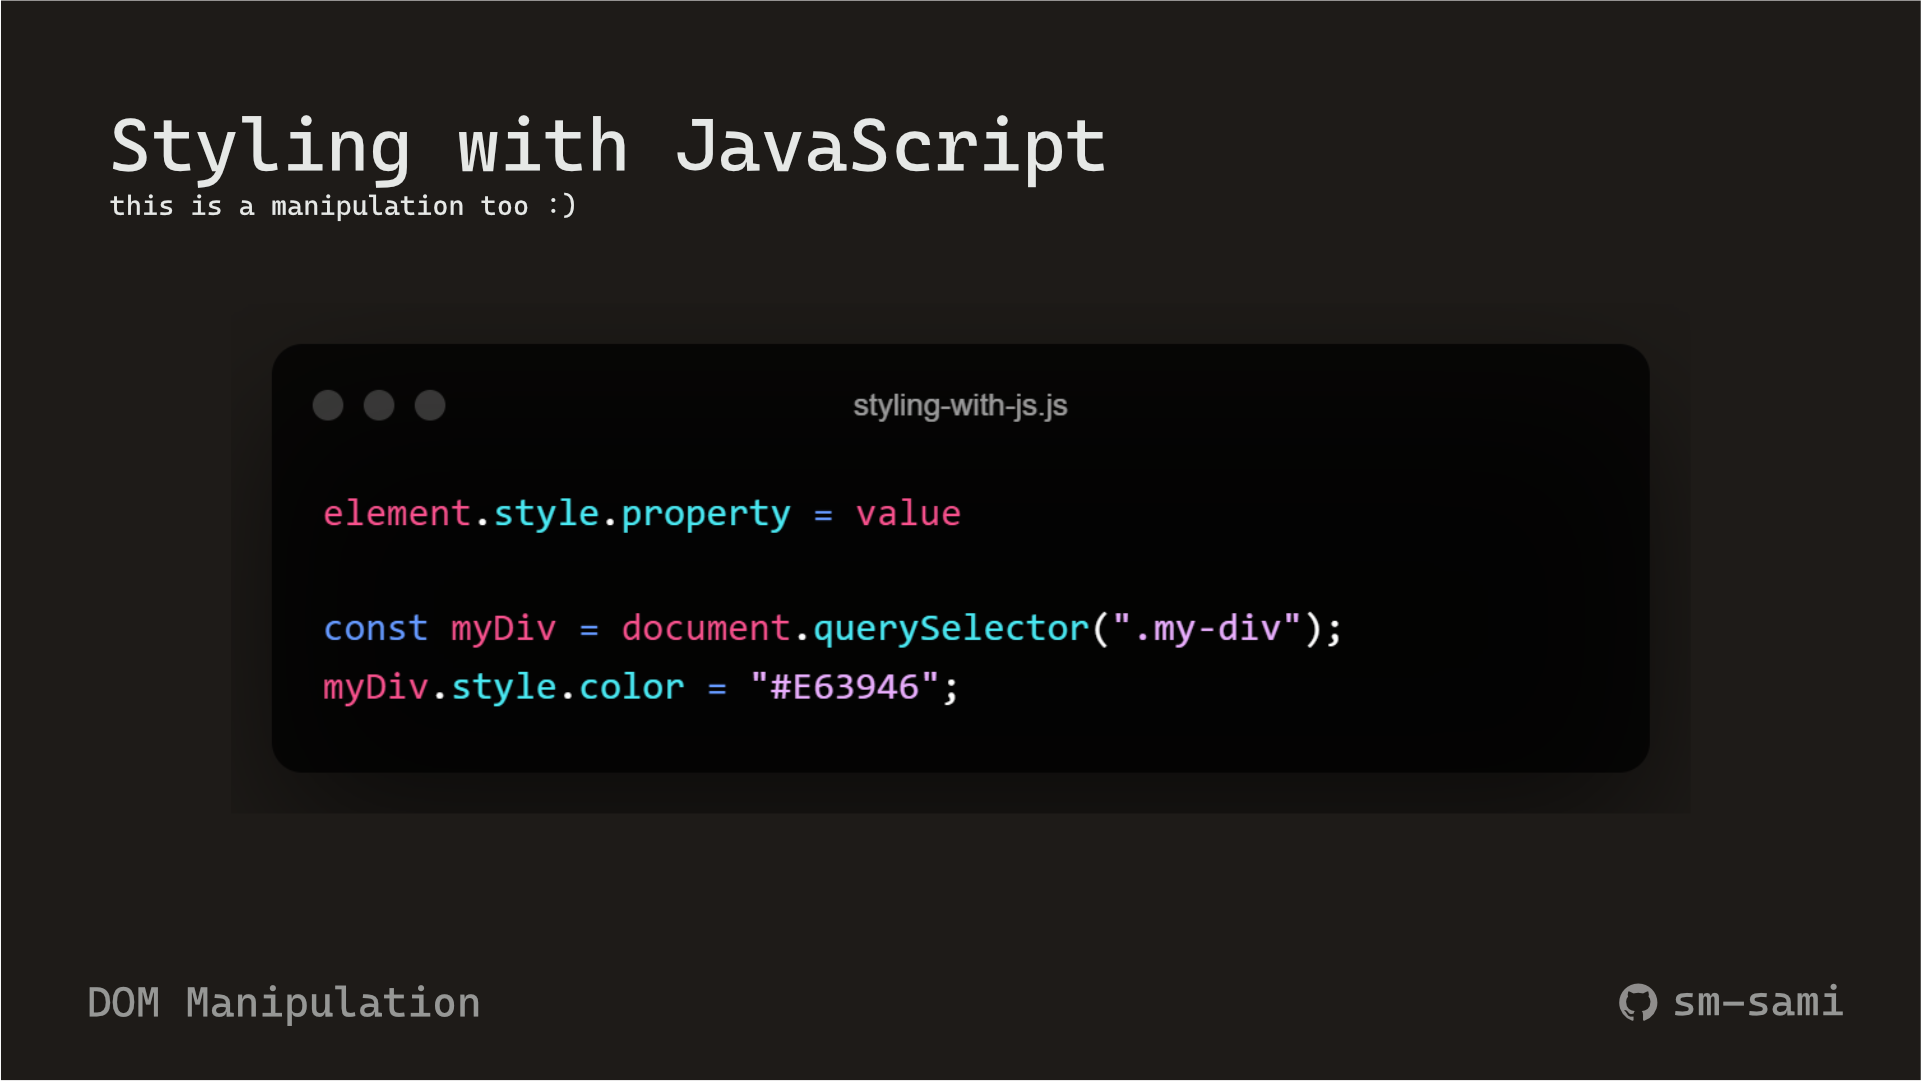 Styling with JavaScript
this is a manipulation too :)
styling-with-js.js
element.style.property = value
const myDiv = document.querySelector(".my-div");
myDiv.style.color = "#E63946";
DOM Manipulation
sm-sami